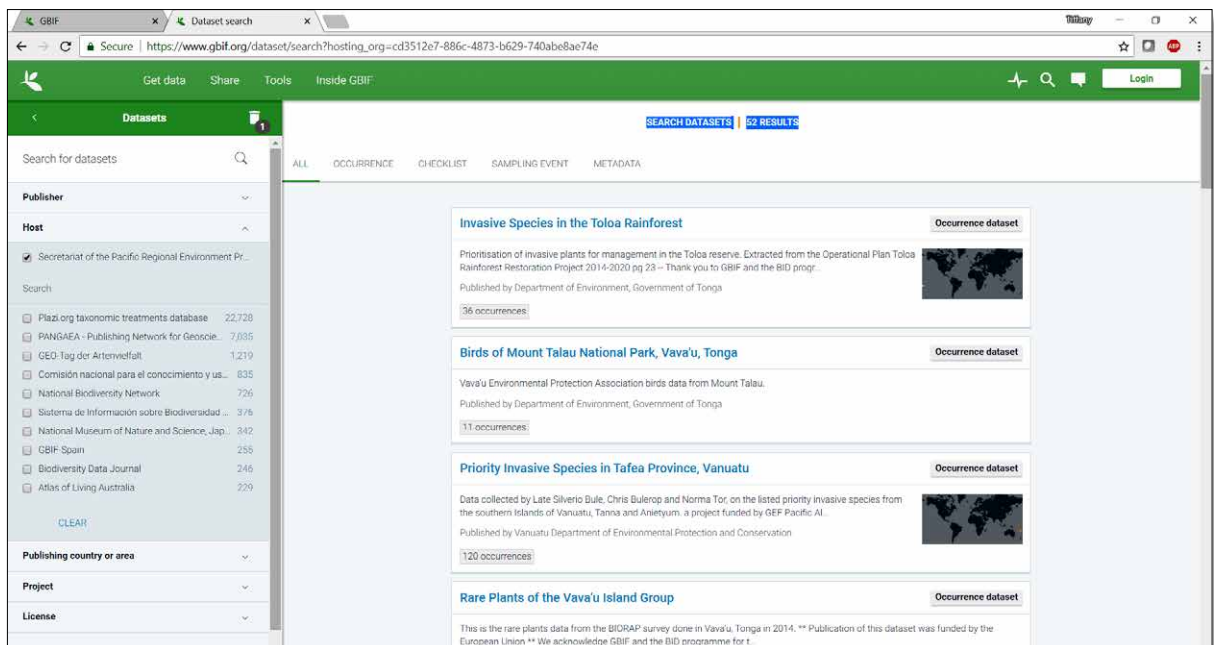 GBIF
Dataset search
Tiffany
Secure
https://www.gbif.org/dataset/search?hosting_org=cd3512e7-886c-4873-b629-740abe8ae74e
ABP
Get data
Share
Tools
Inside GBIF
Login
Datasets
1
Search for datasets
Publisher
Host
Secretariat of the Pacific Regional Environment Pr...
Search
Plazi.org taxonomic treatments database 22,728
PANGAEA - Publishing Network for Geoscie... 7,035
GEO-Tag der Artenvielfalt 1,219
Comisión nacional para el conocimiento y us... 835
National Biodiversity Network 726
Sistema de Información sobre Biodiversidad ... 376
National Museum of Nature and Science, Jap... 342
GBIF-Spain 255
Biodiversity Data Journal 246
Atlas of Living Australia 229
CLEAR
Publishing country or area
Project
License
SEARCH DATASETS | 52 RESULTS
ALL
OCCURRENCE
CHECKLIST
SAMPLING EVENT
METADATA
Invasive Species in the Toloa Rainforest
Occurrence dataset
Prioritisation of invasive plants for management in the Toloa reserve. Extracted from the Operational Plan Toloa
Rainforest Restoration Project 2014-2020 pg 23 -- Thank you to GBIF and the BID progr...
Published by Department of Environment, Government of Tonga
36 occurrences
Birds of Mount Talau National Park, Vava'u, Tonga
Occurrence dataset
Vava'u Environmental Protection Association birds data from Mount Talau.
Published by Department of Environment, Government of Tonga
11 occurrences
Priority Invasive Species in Tafea Province, Vanuatu
Occurrence dataset
Data collected by Late Silverio Bule, Chris Bulerop and Norma Tor, on the listed priority invasive species from
the southern Islands of Vanuatu, Tanna and Anietyum. a project funded by GEF Pacific Al...
Published by Vanuatu Department of Environmental Protection and Conservation
120 occurrences
Rare Plants of the Vava'u Island Group
Occurrence dataset
This is the rare plants data from the BIORAP survey done in Vava'u, Tonga in 2014. ** Publication of this dataset was funded by the
European Union ** We acknowledge GBIF and the BID programme for t...